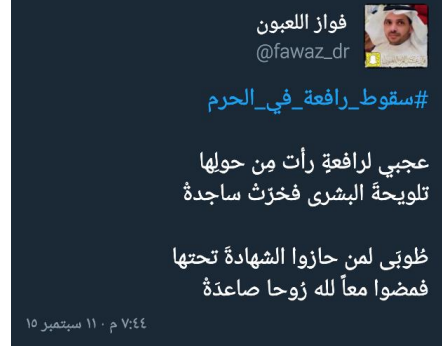 فواز اللعبون
@fawaz_dr
#سقوط_رافعة_في_الحرم
عجبي لرافعةٍ رأت مِن حولِها
تلويحةَ البشرى فخرّتْ ساجدةْ
طُوبَى لمن حازوا الشهادةَ تحتها
فمضوا معاً لله رُوحا صاعدَةْ
٧:٤٤ م · ١١ سبتمبر ١٥